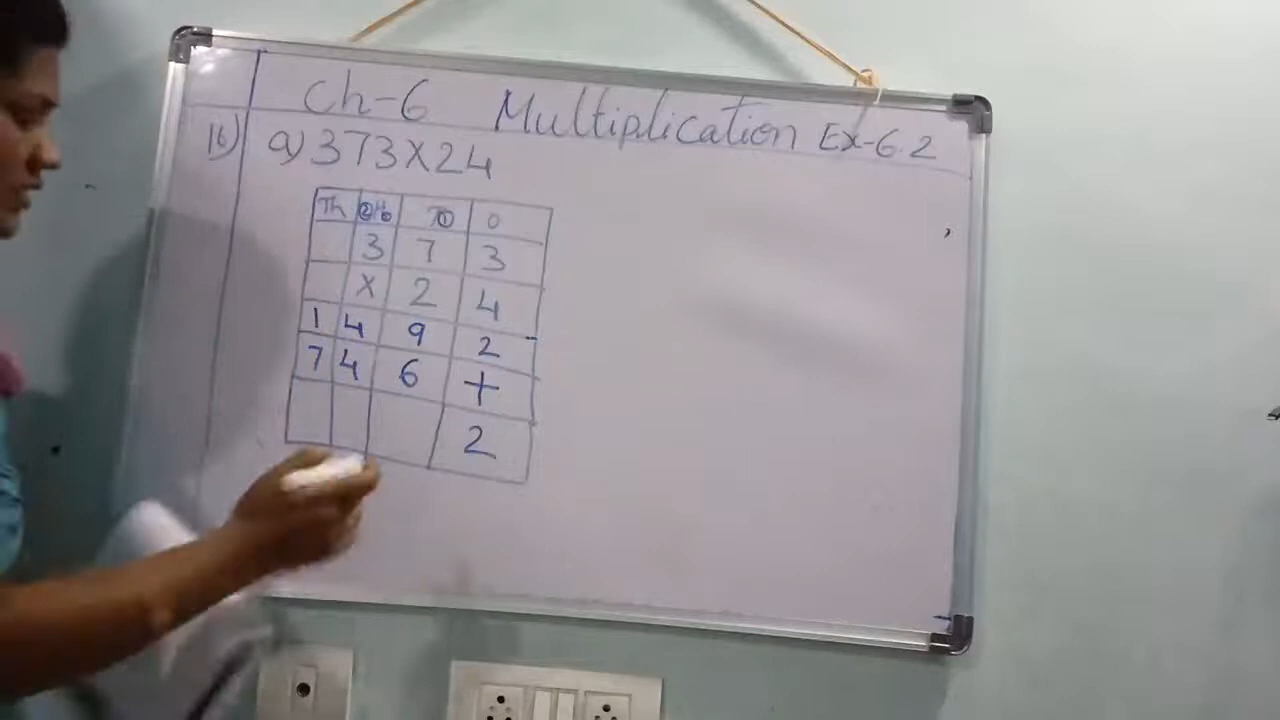 Ch-6 Multiplication Ex-6.2
16) a) 373 X 24
Th H T O
3 7 3
X 2 4
1 4 9 2
7 4 6 +
2